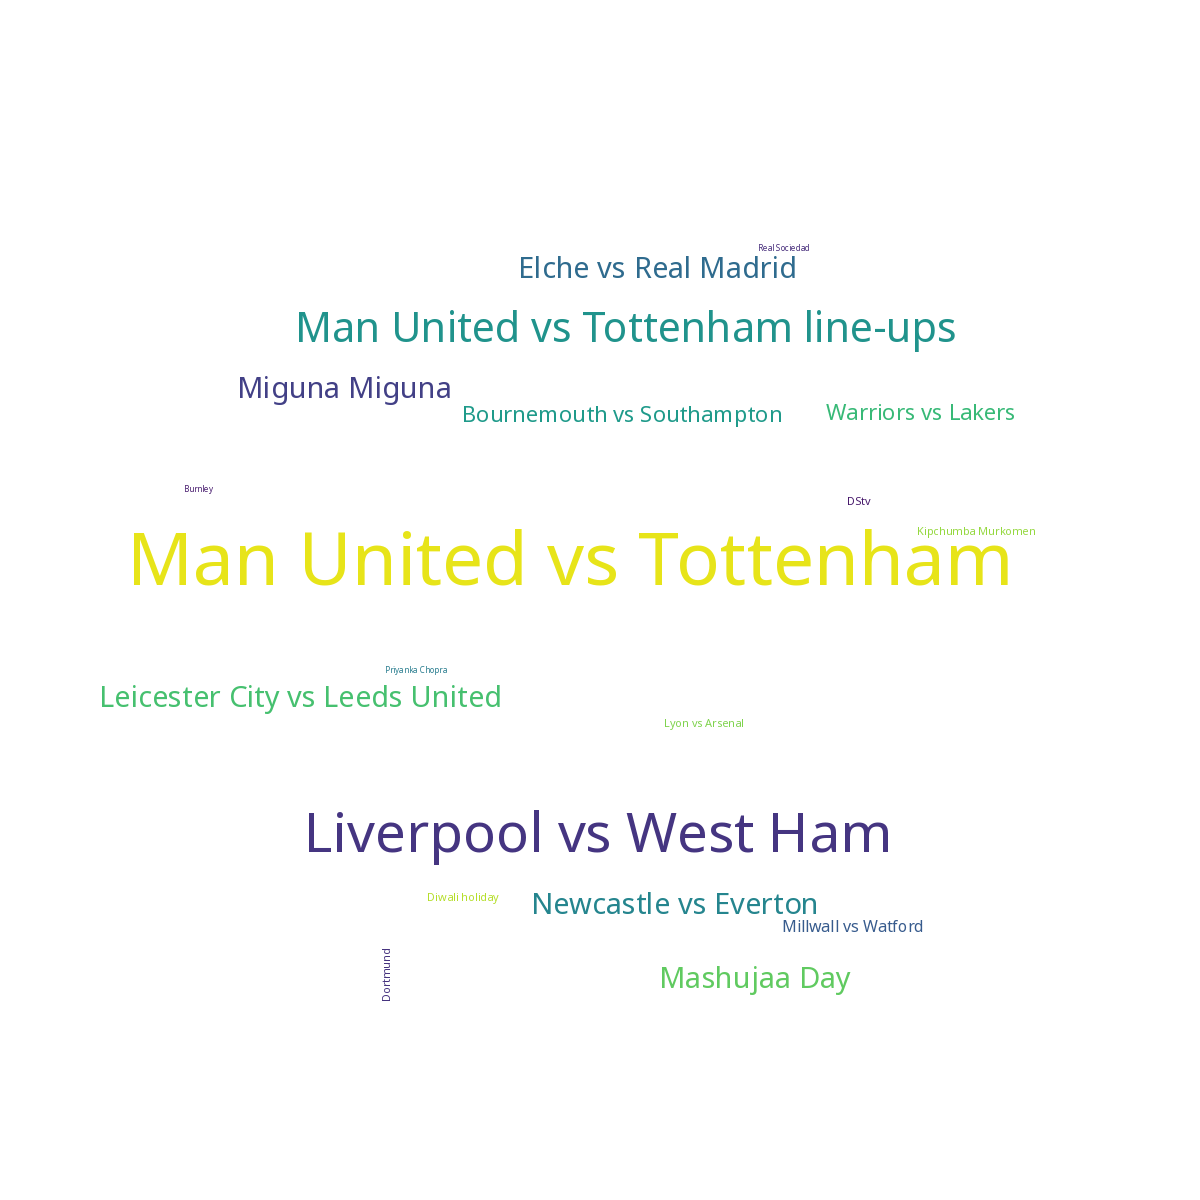 Real Sociedad
Elche vs Real Madrid
Man United vs Tottenham line-ups
Miguna Miguna
Bournemouth vs Southampton
Warriors vs Lakers
Burnley
DStv
Kipchumba Murkomen
Man United vs Tottenham
Priyanka Chopra
Leicester City vs Leeds United
Lyon vs Arsenal
Liverpool vs West Ham
Diwali holiday
Newcastle vs Everton
Millwall vs Watford
Dortmund
Mashujaa Day